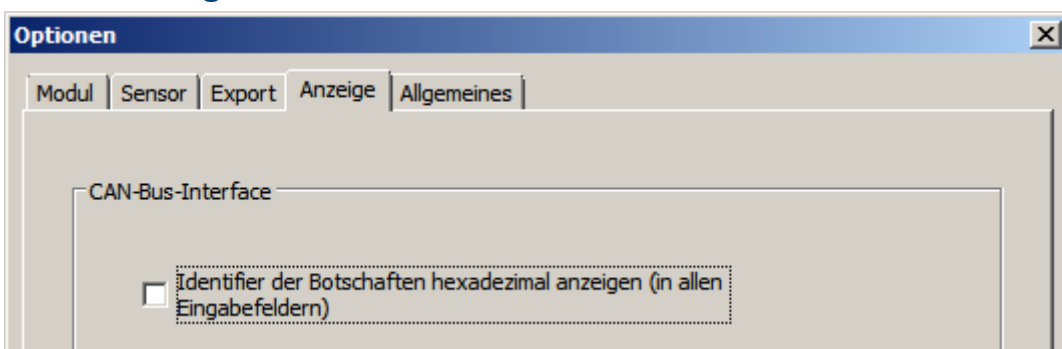 Optionen
Modul Sensor Export Anzeige Allgemeines
CAN-Bus-Interface
Identifier der Botschaften hexadezimal anzeigen (in allen
Eingabefeldern)